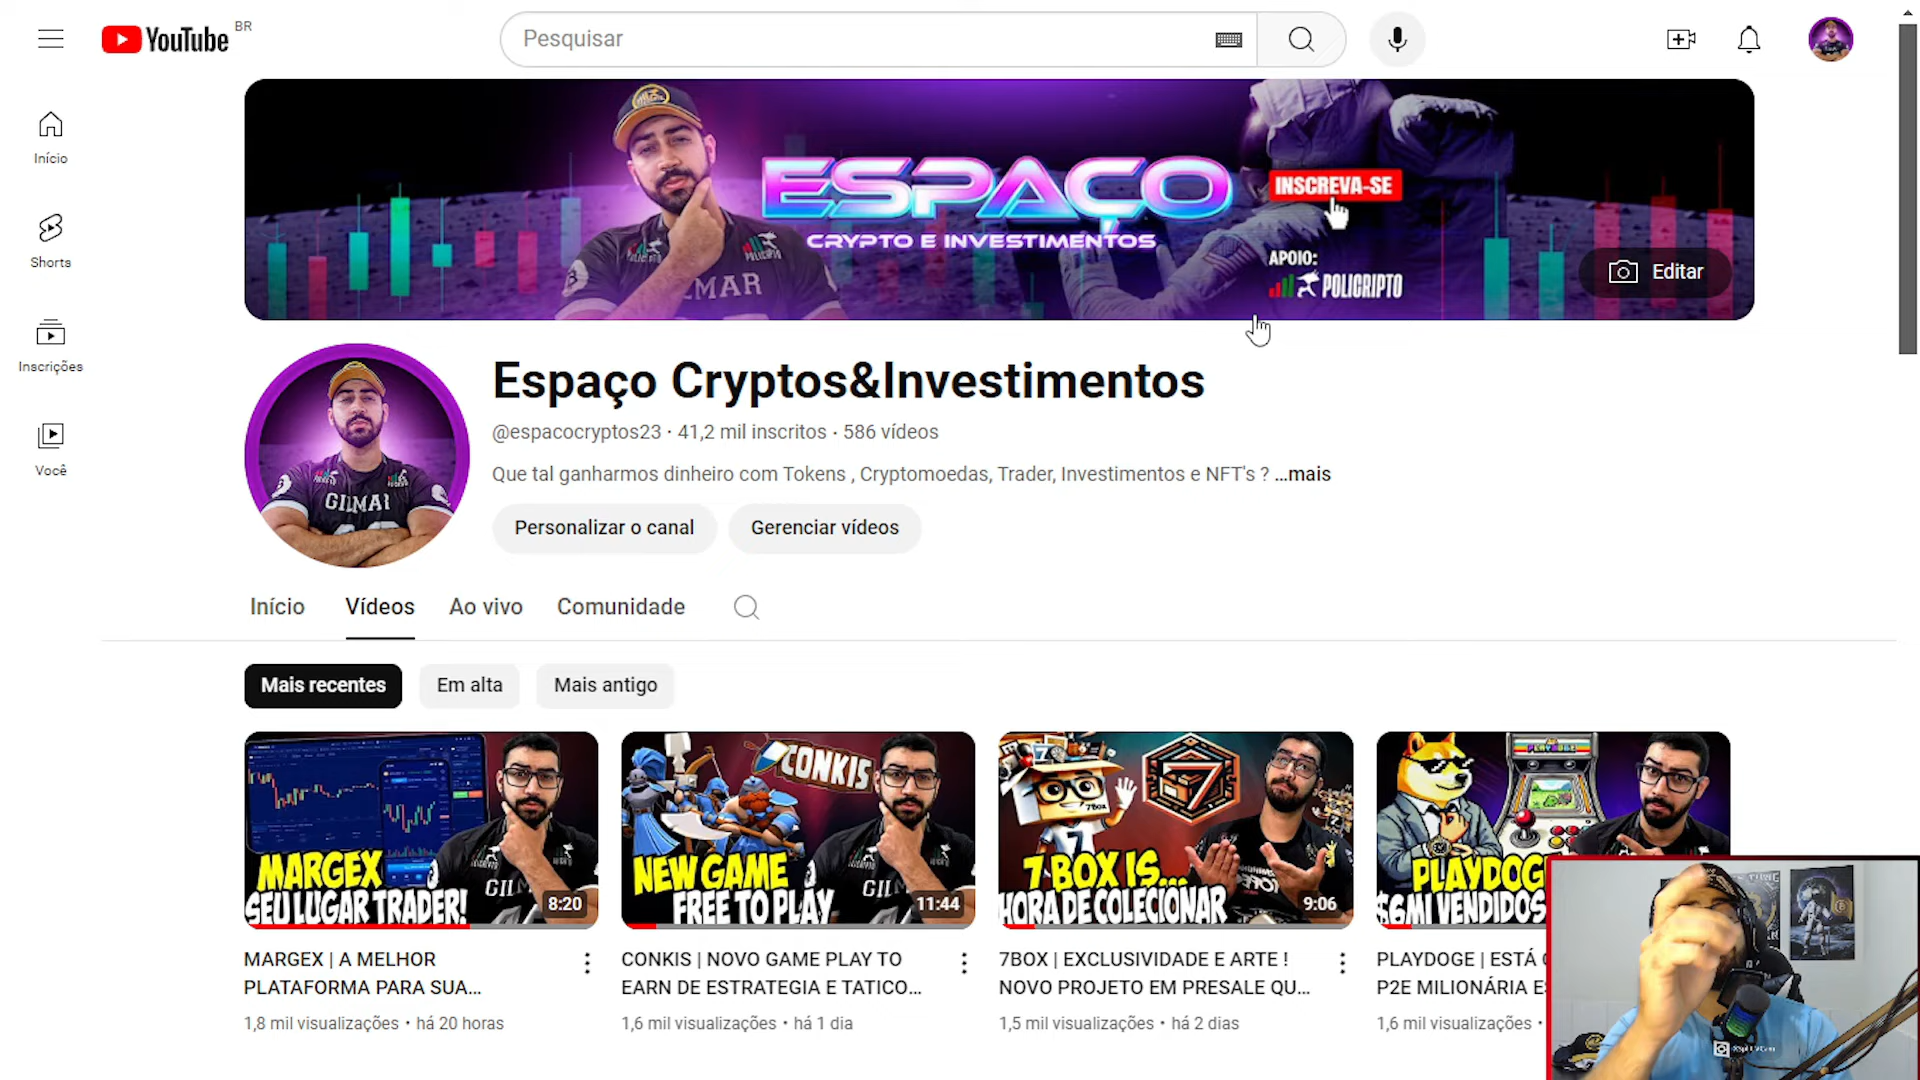 YouTube BR
Pesquisar
Início
Shorts
Inscrições
Você
ESPAÇO
CRYPTO E INVESTIMENTOS
INSCREVA-SE
APOIO:
POLICRIPTO
Editar
Espaço Cryptos&Investimentos
@espacocryptos23 • 41,2 mil inscritos • 586 vídeos
Que tal ganharmos dinheiro com Tokens , Cryptomoedas, Trader, Investimentos e NFT's ? ...mais
Personalizar o canal
Gerenciar vídeos
Início
Vídeos
Ao vivo
Comunidade
Mais recentes
Em alta
Mais antigo
MARGEX
SEU LUGAR TRADER!
8:20
CONKIS
NEW GAME
FREE TO PLAY
11:44
7Box
7
7 BOX IS...
HORA DE COLECIONAR
9:06
PLAYDOGE
PLAYDOG
$6MI VENDIDOS
MARGEX | A MELHOR
PLATAFORMA PARA SUA...
1,8 mil visualizações • há 20 horas
CONKIS | NOVO GAME PLAY TO
EARN DE ESTRATEGIA E TATICO...
1,6 mil visualizações • há 1 dia
7BOX | EXCLUSIVIDADE E ARTE !
NOVO PROJETO EM PRESALE QU...
1,5 mil visualizações • há 2 dias
PLAYDOGE | ESTÁ
P2E MILIONÁRIA
1,6 mil visualizações •